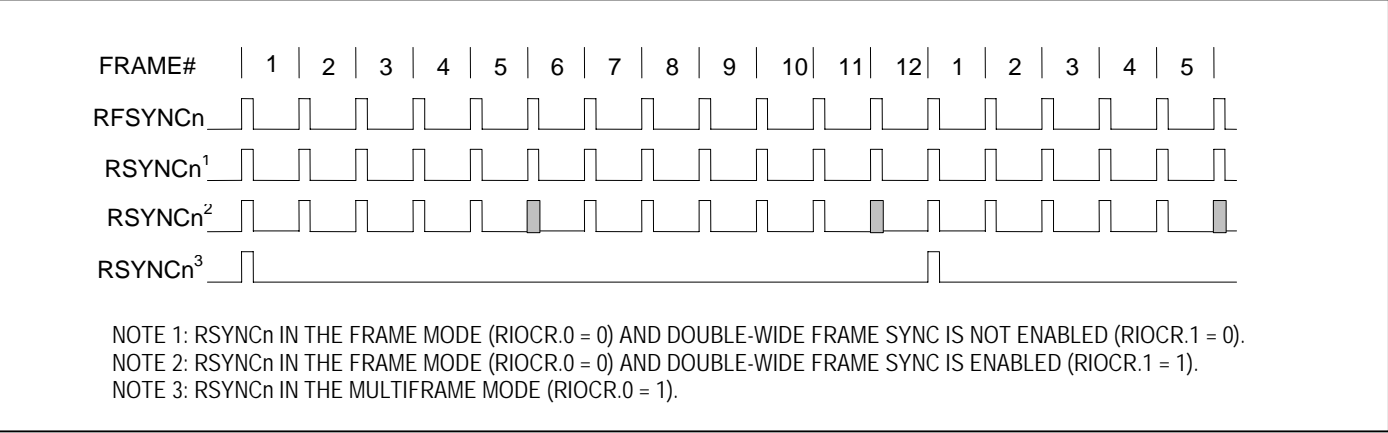 FRAME# 1 2 3 4 5 6 7 8 9 10 11 12 1 2 3 4 5
RFSYNCn
RSYNCn¹
RSYNCn²
RSYNCn³
NOTE 1: RSYNCn IN THE FRAME MODE (RIOCR.0 = 0) AND DOUBLE-WIDE FRAME SYNC IS NOT ENABLED (RIOCR.1 = 0).
NOTE 2: RSYNCn IN THE FRAME MODE (RIOCR.0 = 0) AND DOUBLE-WIDE FRAME SYNC IS ENABLED (RIOCR.1 = 1).
NOTE 3: RSYNCn IN THE MULTIFRAME MODE (RIOCR.0 = 1).